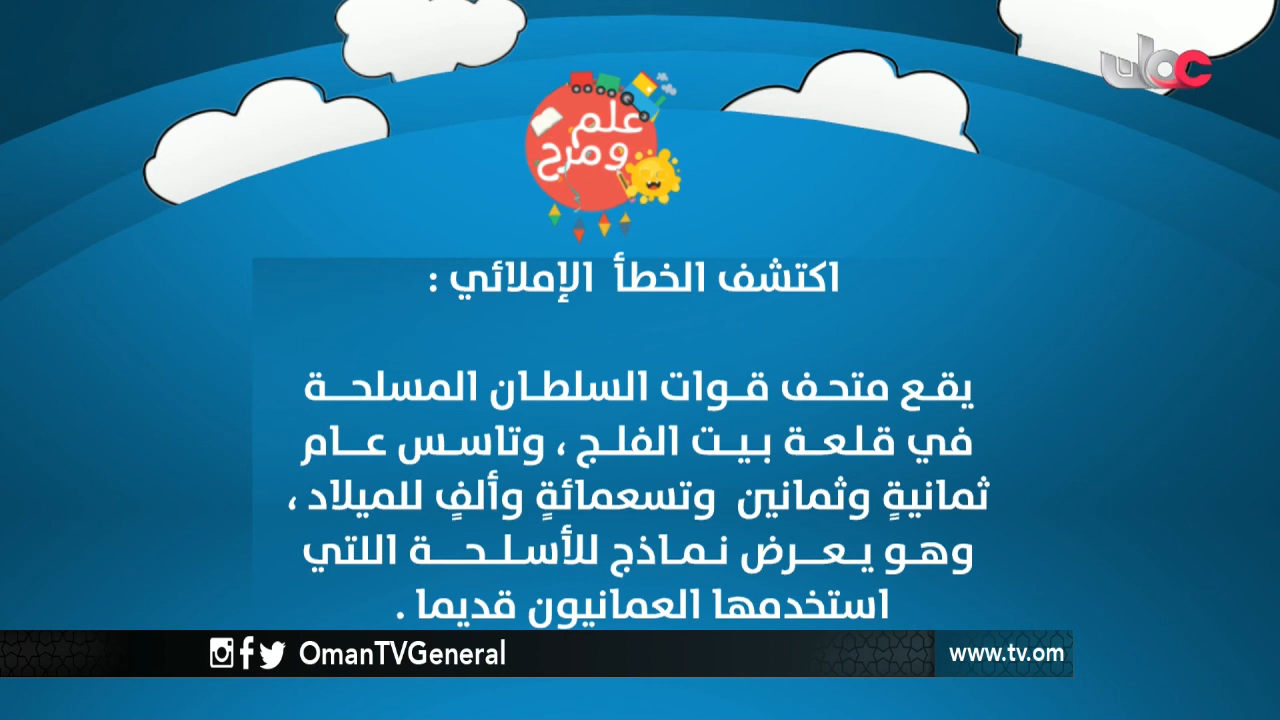 علم
ومرح
اكتشف الخطأ الإملائي :
يقع متحف قوات السلطان المسلحة
في قلعة بيت الفلج ، وتاسس عام
ثمانيةٍ وثمانين وتسعمائةٍ وألفٍ للميلاد ،
وهو يعرض نماذج للأسلحة اللتي
استخدمها العمانيون قديما .
OmanTVGeneral
www.tv.om